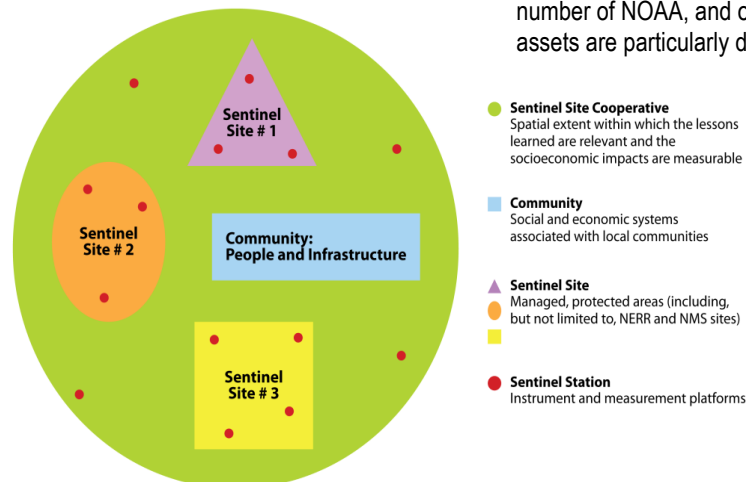 number of NOAA, and
assets are particularly
Sentinel
Site # 1
Sentinel
Site # 2
Community:
People and Infrastructure
Sentinel
Site # 3
Sentinel Site Cooperative
Spatial extent within which the lessons
learned are relevant and the
socioeconomic impacts are measurable
Community
Social and economic systems
associated with local communities
Sentinel Site
Managed, protected areas (including,
but not limited to, NERR and NMS sites)
Sentinel Station
Instrument and measurement platforms